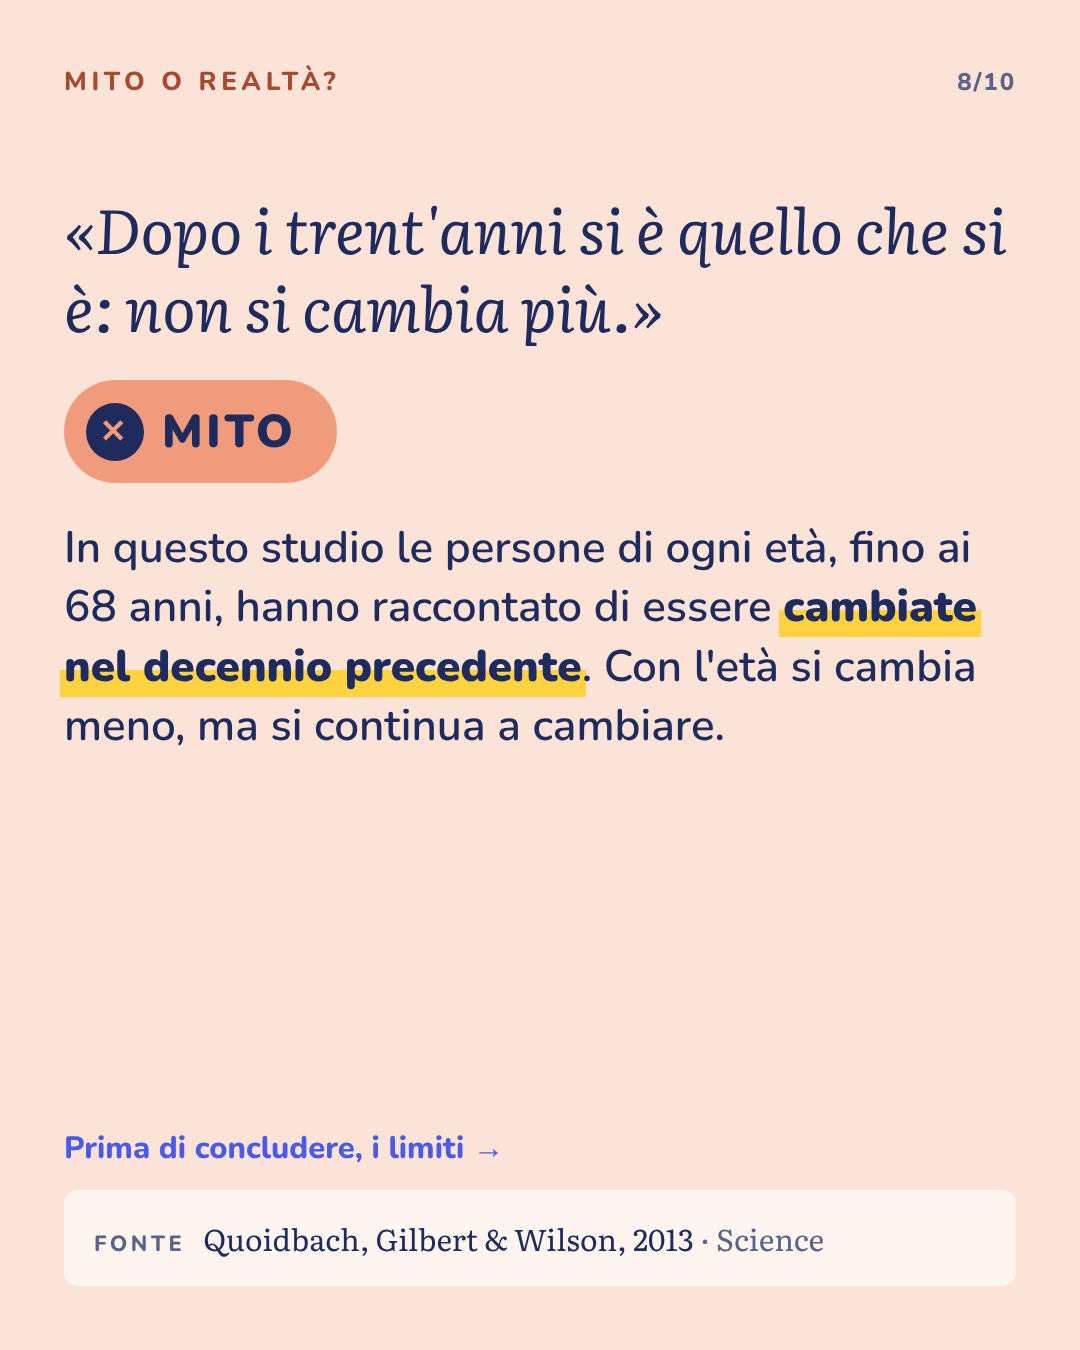 MITO O REALTÀ?
8/10
«Dopo i trent'anni si è quello che si
è: non si cambia più.»
✕ MITO
In questo studio le persone di ogni età, fino ai
68 anni, hanno raccontato di essere cambiate
nel decennio precedente. Con l'età si cambia
meno, ma si continua a cambiare.
Prima di concludere, i limiti →
FONTE Quoidbach, Gilbert & Wilson, 2013 · Science